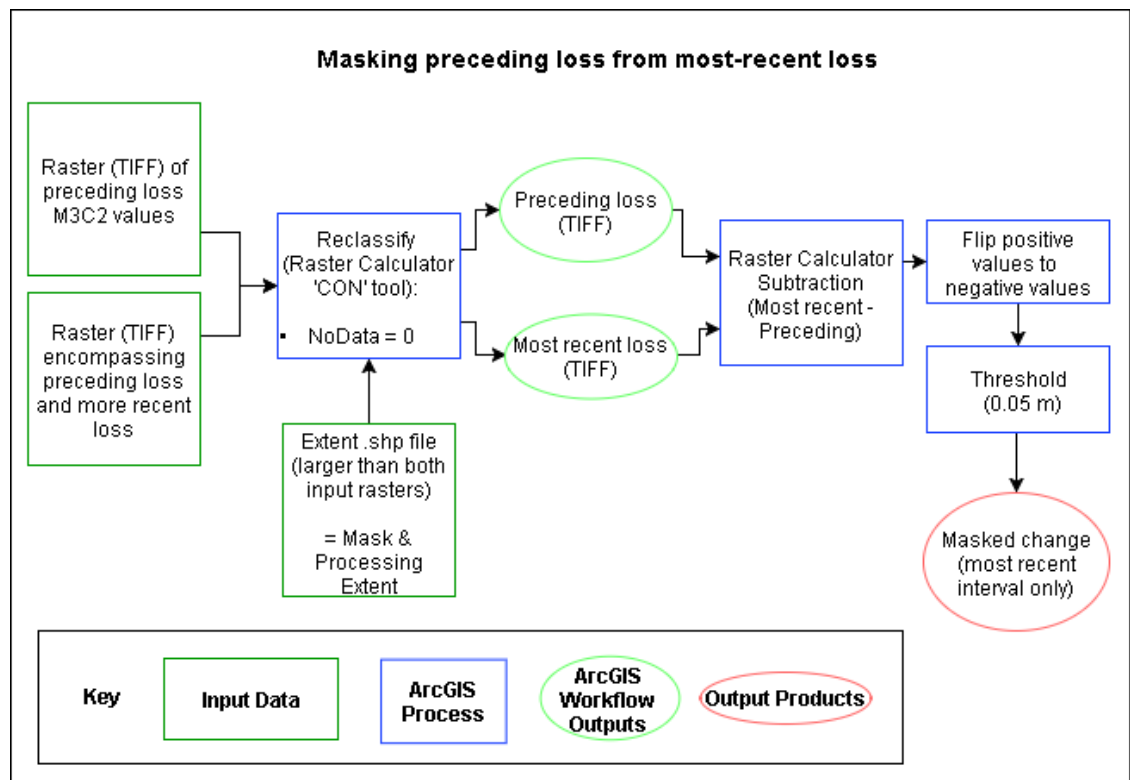 Masking preceding loss from most-recent loss
Raster (TIFF) of
preceding loss
M3C2 values
Raster (TIFF)
encompassing
preceding loss
and more recent
loss
Reclassify
(Raster Calculator
'CON' tool):
▪ NoData = 0
Extent .shp file
(larger than both
input rasters)
= Mask &
Processing
Extent
Preceding loss
(TIFF)
Most recent loss
(TIFF)
Raster Calculator
Subtraction
(Most recent -
Preceding)
Flip positive
values to
negative values
Threshold
(0.05 m)
Masked change
(most recent
interval only)
Key
Input Data
ArcGIS
Process
ArcGIS
Workflow
Outputs
Output Products